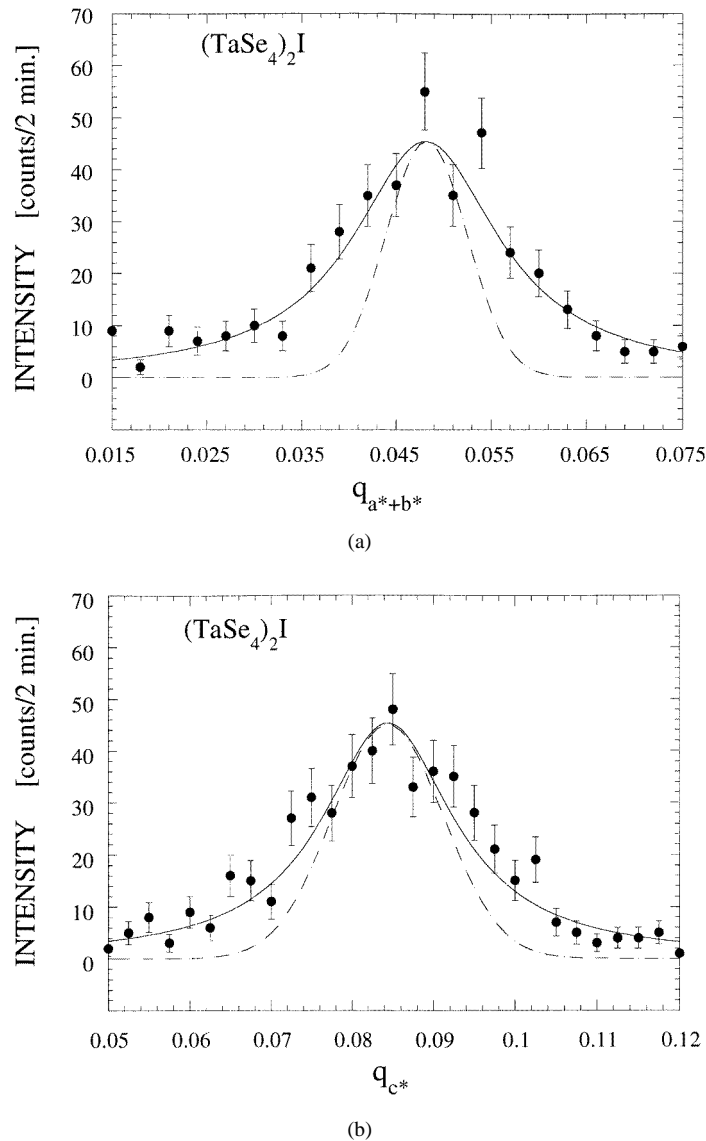 70
60
50
40
30
20
10
0
INTENSITY [counts/2 min.]
(TaSe4)2I
0.015 0.025 0.035 0.045 0.055 0.065 0.075
qa*+b*
(a)
70
60
50
40
30
20
10
0
INTENSITY [counts/2 min.]
(TaSe4)2I
0.05 0.06 0.07 0.08 0.09 0.1 0.11 0.12
qc*
(b)